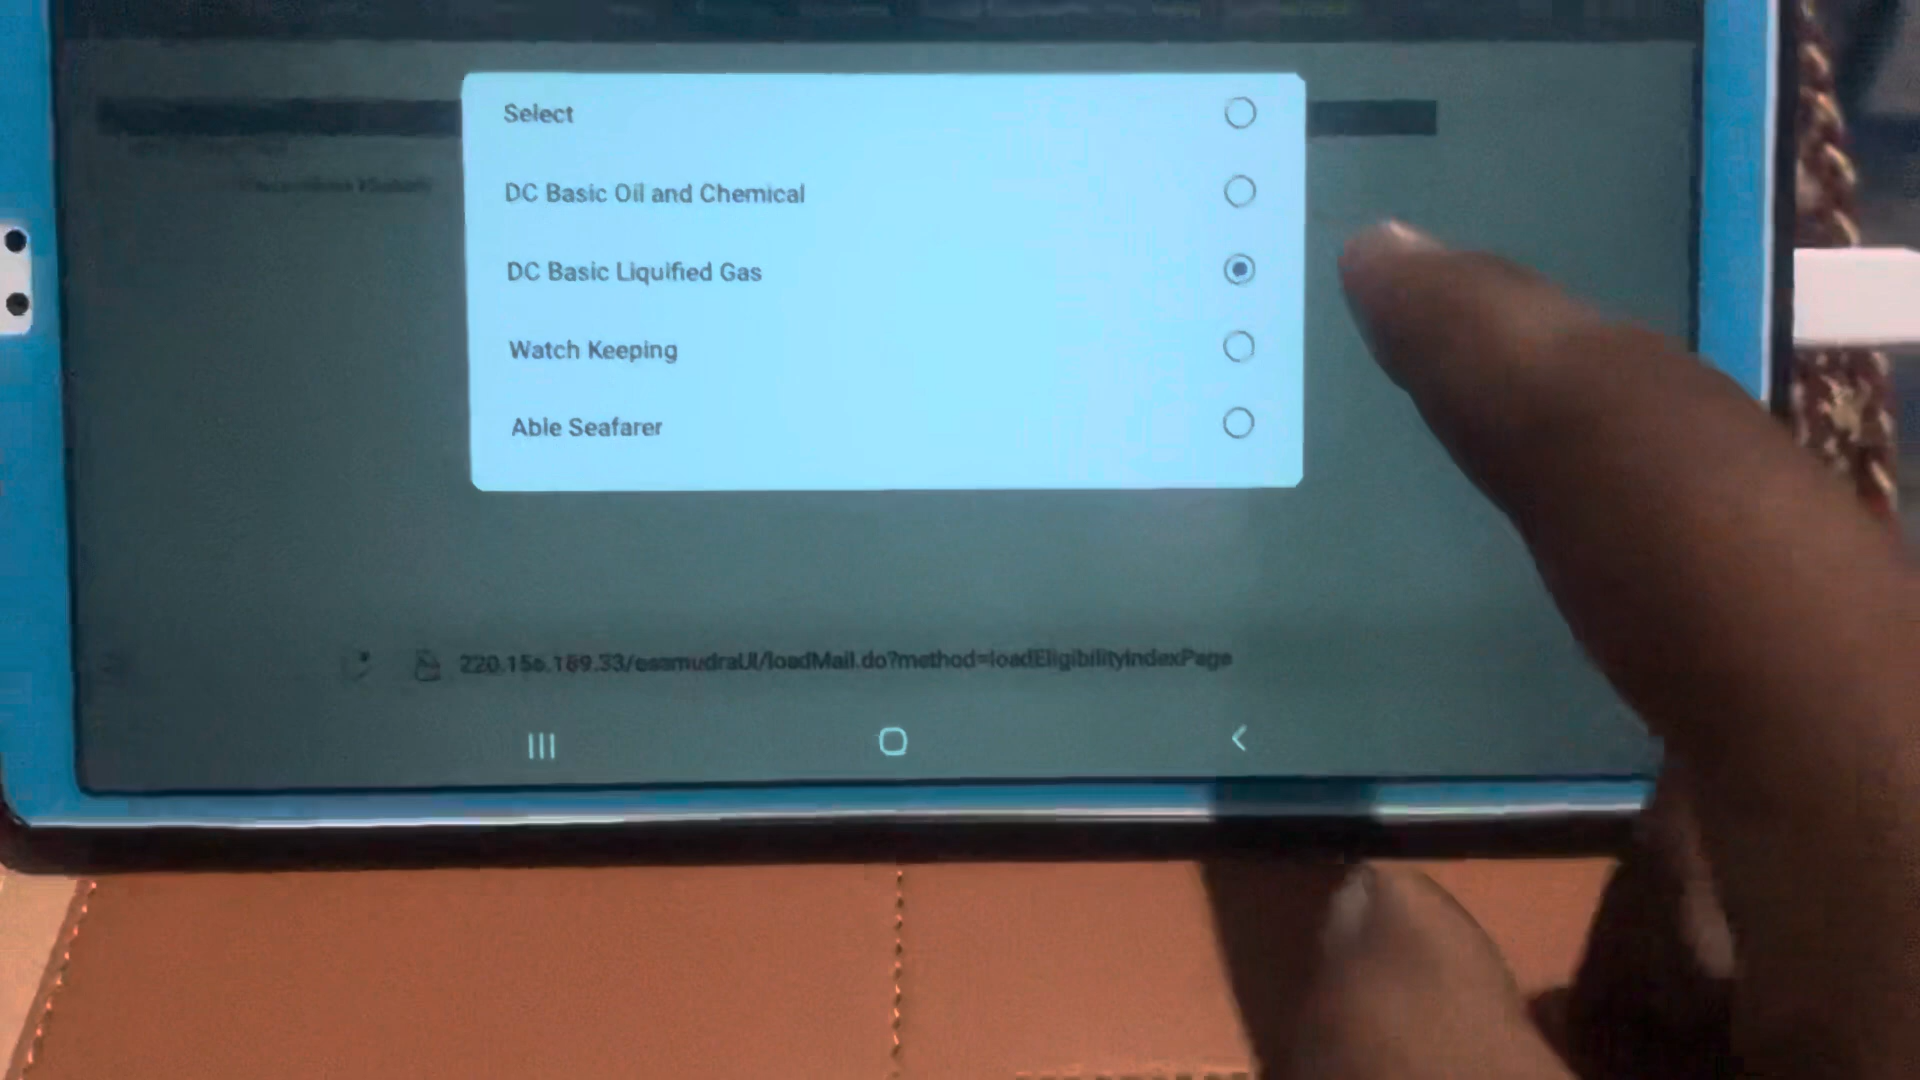 Select
DC Basic Oil and Chemical
DC Basic Liquified Gas
Watch Keeping
Able Seafarer
220.156.189.33/esamudraUI/loadMail.do?method=loadEligibilityIndexPage